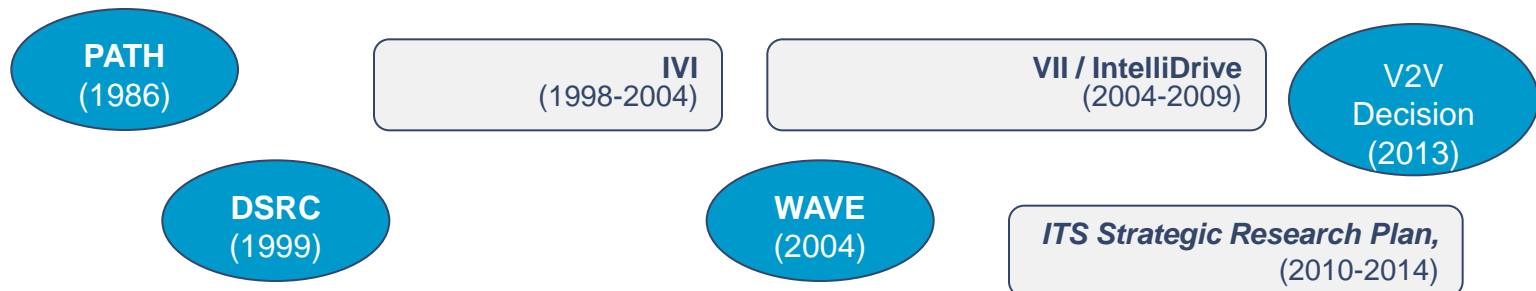 PATH
(1986)
IVI
(1998-2004)
VII / IntelliDrive
(2004-2009)
V2V
Decision
(2013)
DSRC
(1999)
WAVE
(2004)
ITS Strategic Research Plan,
(2010-2014)